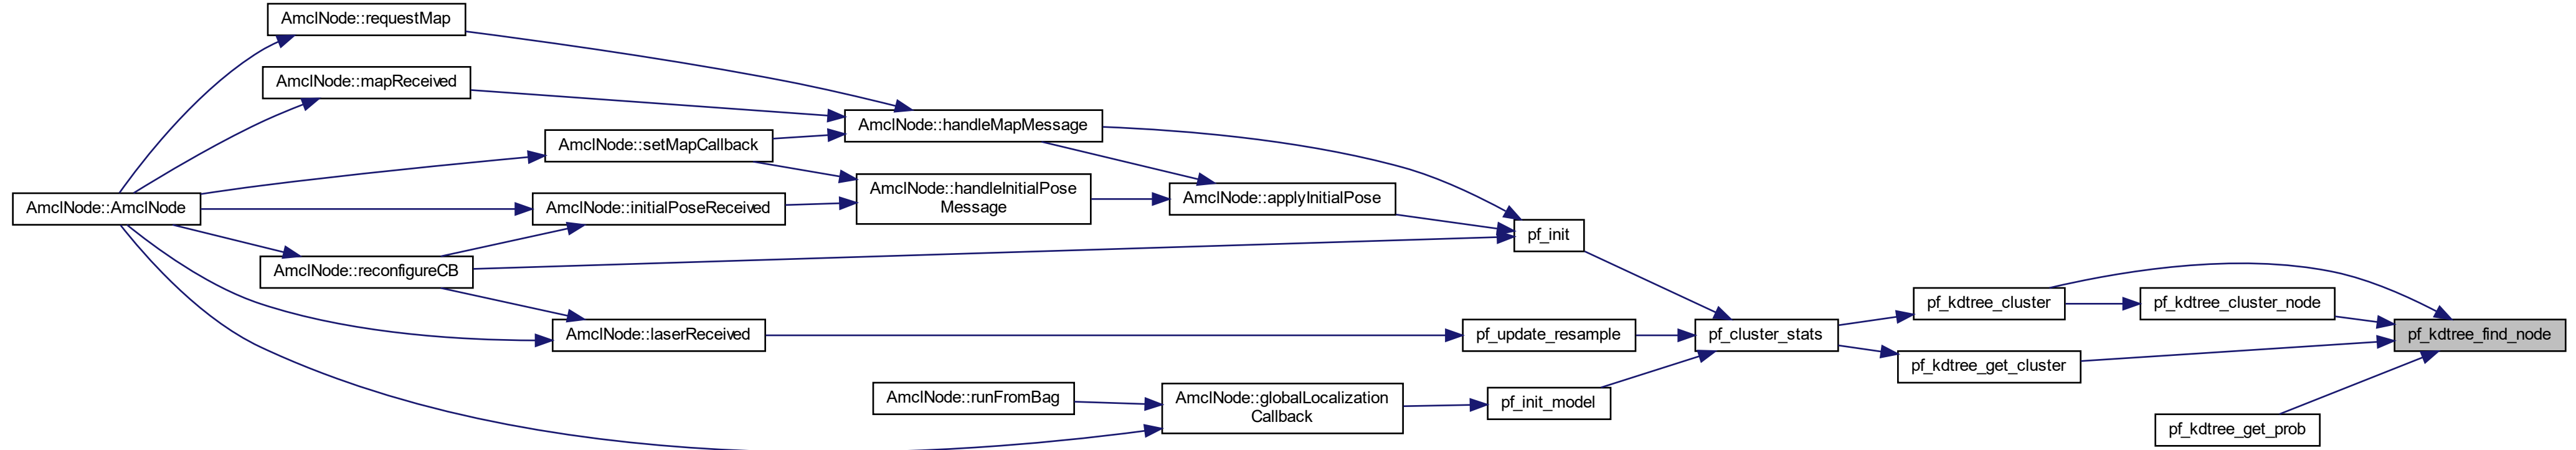 AmclNode::requestMap
AmclNode::mapReceived
AmclNode::handleMapMessage
AmclNode::setMapCallback
AmclNode::handleInitialPose
Message
AmclNode::applyInitialPose
AmclNode::AmclNode
AmclNode::initialPoseReceived
pf_init
AmclNode::reconfigureCB
pf_kdtree_cluster
pf_kdtree_cluster_node
AmclNode::laserReceived
pf_update_resample
pf_cluster_stats
pf_kdtree_find_node
pf_kdtree_get_cluster
AmclNode::runFromBag
AmclNode::globalLocalization
Callback
pf_init_model
pf_kdtree_get_prob